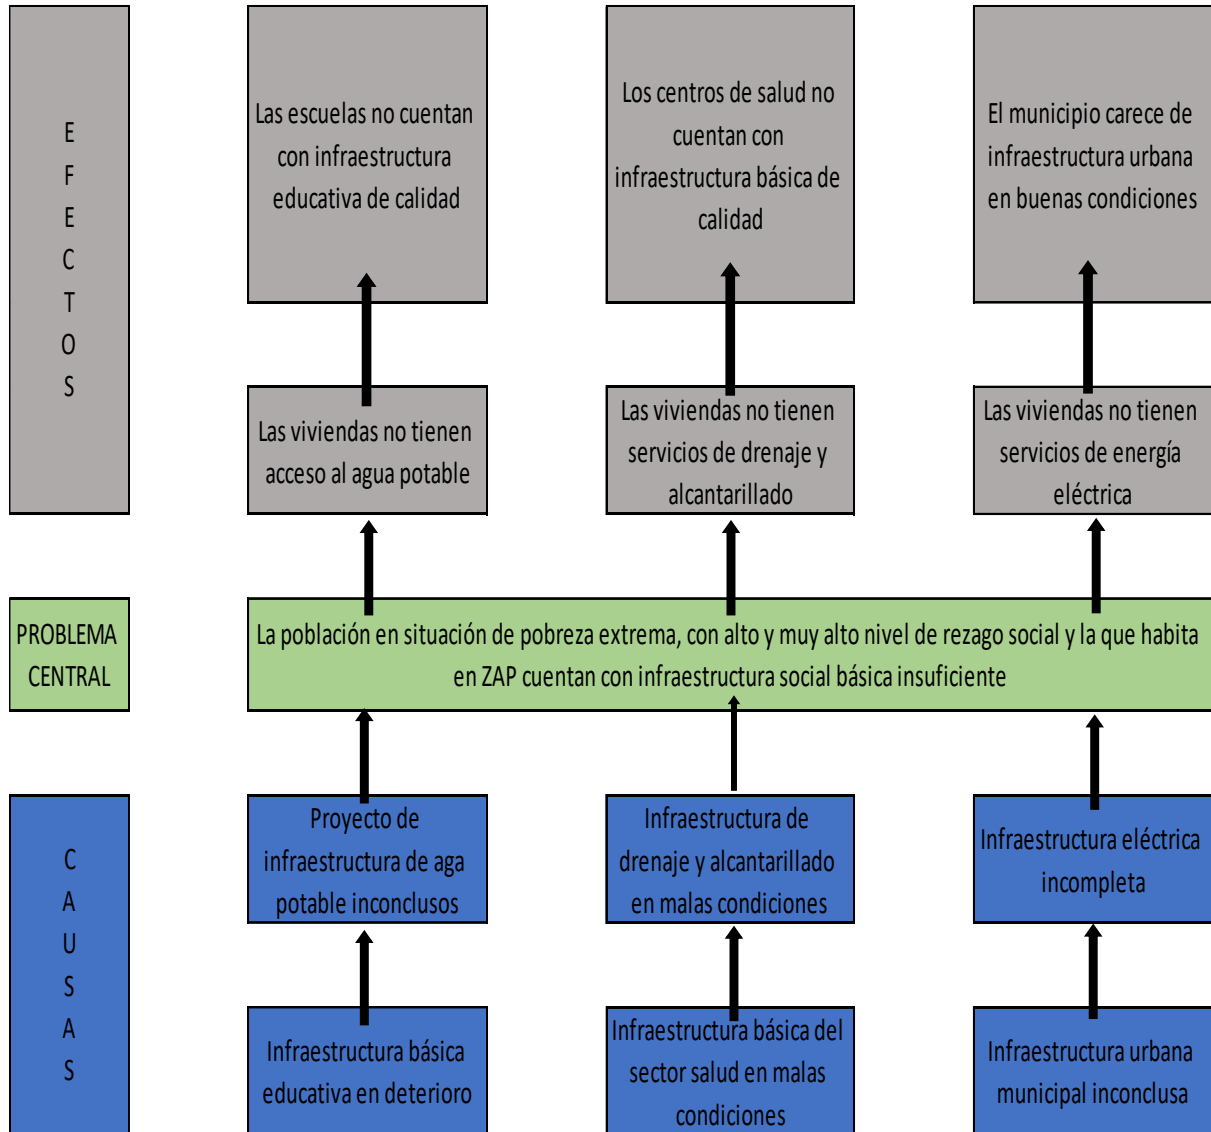 E
F
E
C
T
O
S
Las escuelas no cuentan
con infraestructura
educativa de calidad
Los centros de salud no
cuentan con
infraestructura básica de
calidad
El municipio carece de
infraestructura urbana
en buenas condiciones
Las viviendas no tienen
acceso al agua potable
Las viviendas no tienen
servicios de drenaje y
alcantarillado
Las viviendas no tienen
servicios de energía
eléctrica
PROBLEMA
CENTRAL
La población en situación de pobreza extrema, con alto y muy alto nivel de rezago social y la que habita
en ZAP cuentan con infraestructura social básica insuficiente
C
A
U
S
A
S
Proyecto de
infraestructura de aga
potable inconclusos
Infraestructura de
drenaje y alcantarillado
en malas condiciones
Infraestructura eléctrica
incompleta
Infraestructura básica
educativa en deterioro
Infraestructura básica del
sector salud en malas
condiciones
Infraestructura urbana
municipal inconclusa